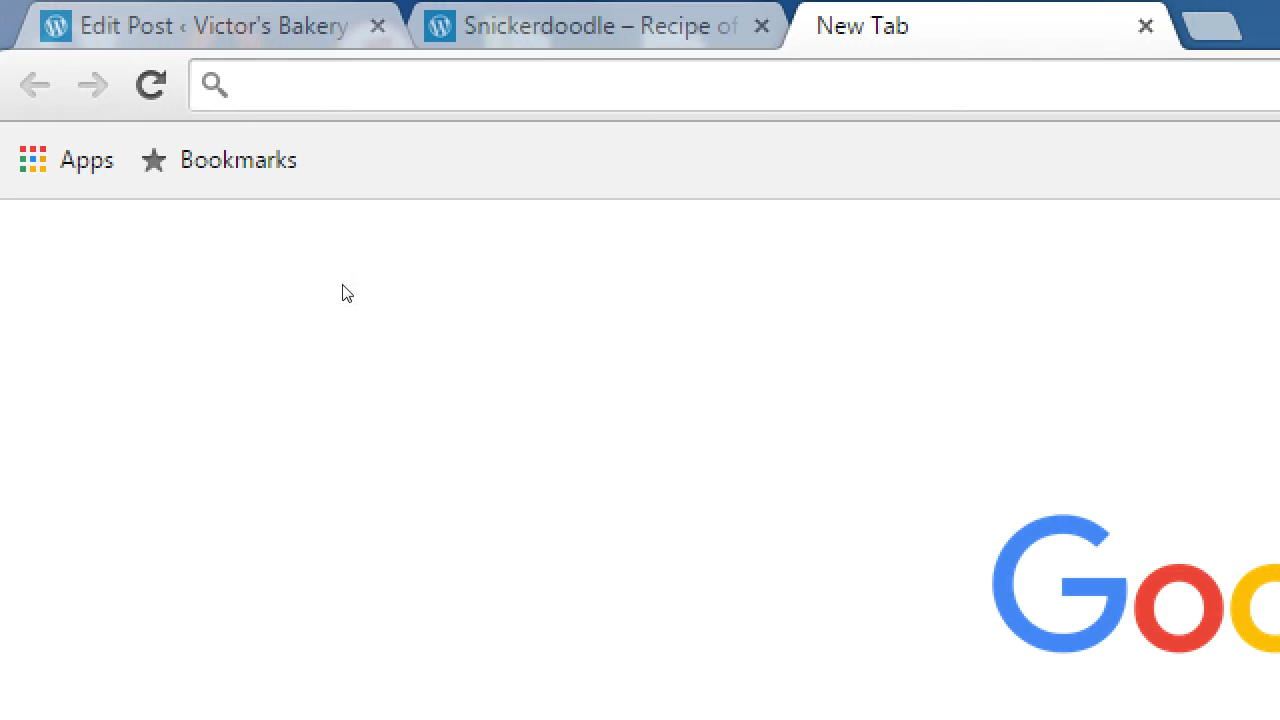 Edit Post ‹ Victor's Bakery
Snickerdoodle – Recipe of
New Tab
Apps
Bookmarks
Goo